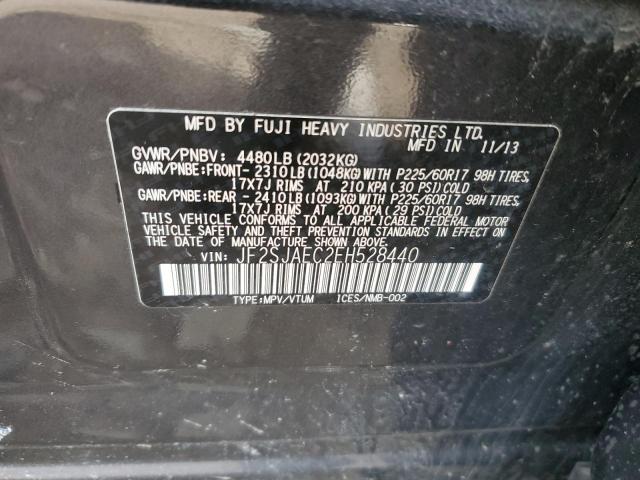 MFD BY FUJI HEAVY INDUSTRIES LTD.
MFD IN 11/13
GVWR/PNBV: 4480LB(2032KG)
GAWR/PNBE:FRONT-2310LB(1048KG)WITH P225/60R17 98H TIRES,
17X7J RIMS AT 210 KPA(30 PSI)COLD
GAWR/PNBE:REAR -2410LB(1093KG)WITH P225/60R17 98H TIRES,
17X7J RIMS AT 200 KPA(29 PSI)COLD
THIS VEHICLE CONFORMS TO ALL APPLICABLE FEDERAL MOTOR
VEHICLE SAFETY AND THEFT PREVENTION STANDARDS IN EFFECT
ON THE DATE OF MANUFACTURE SHOWN ABOVE.
VIN: JF2SJAEC2EH528440
TYPE:MPV/VTUM ICES/NMB-002